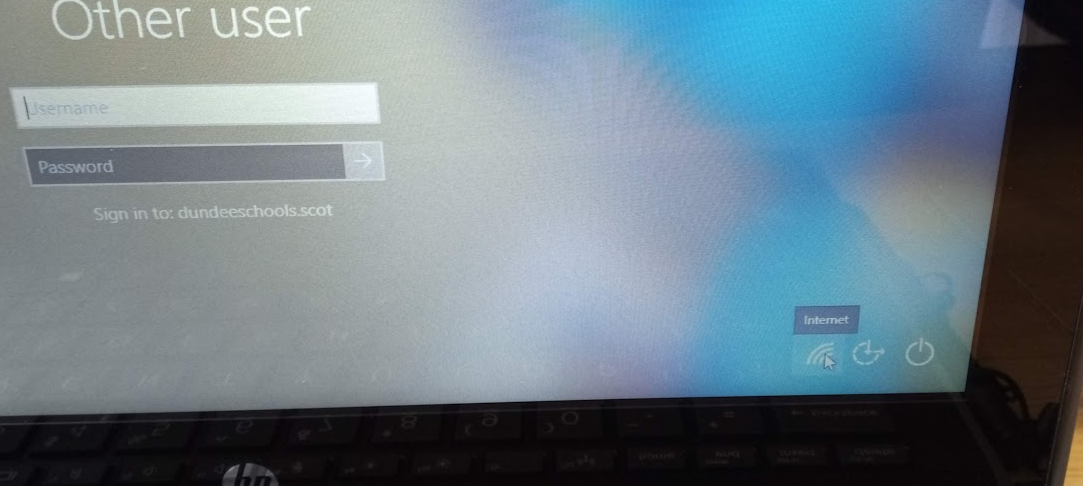 Other user
Username
Password
Sign in to: dundeeschools.scot
Internet
hp